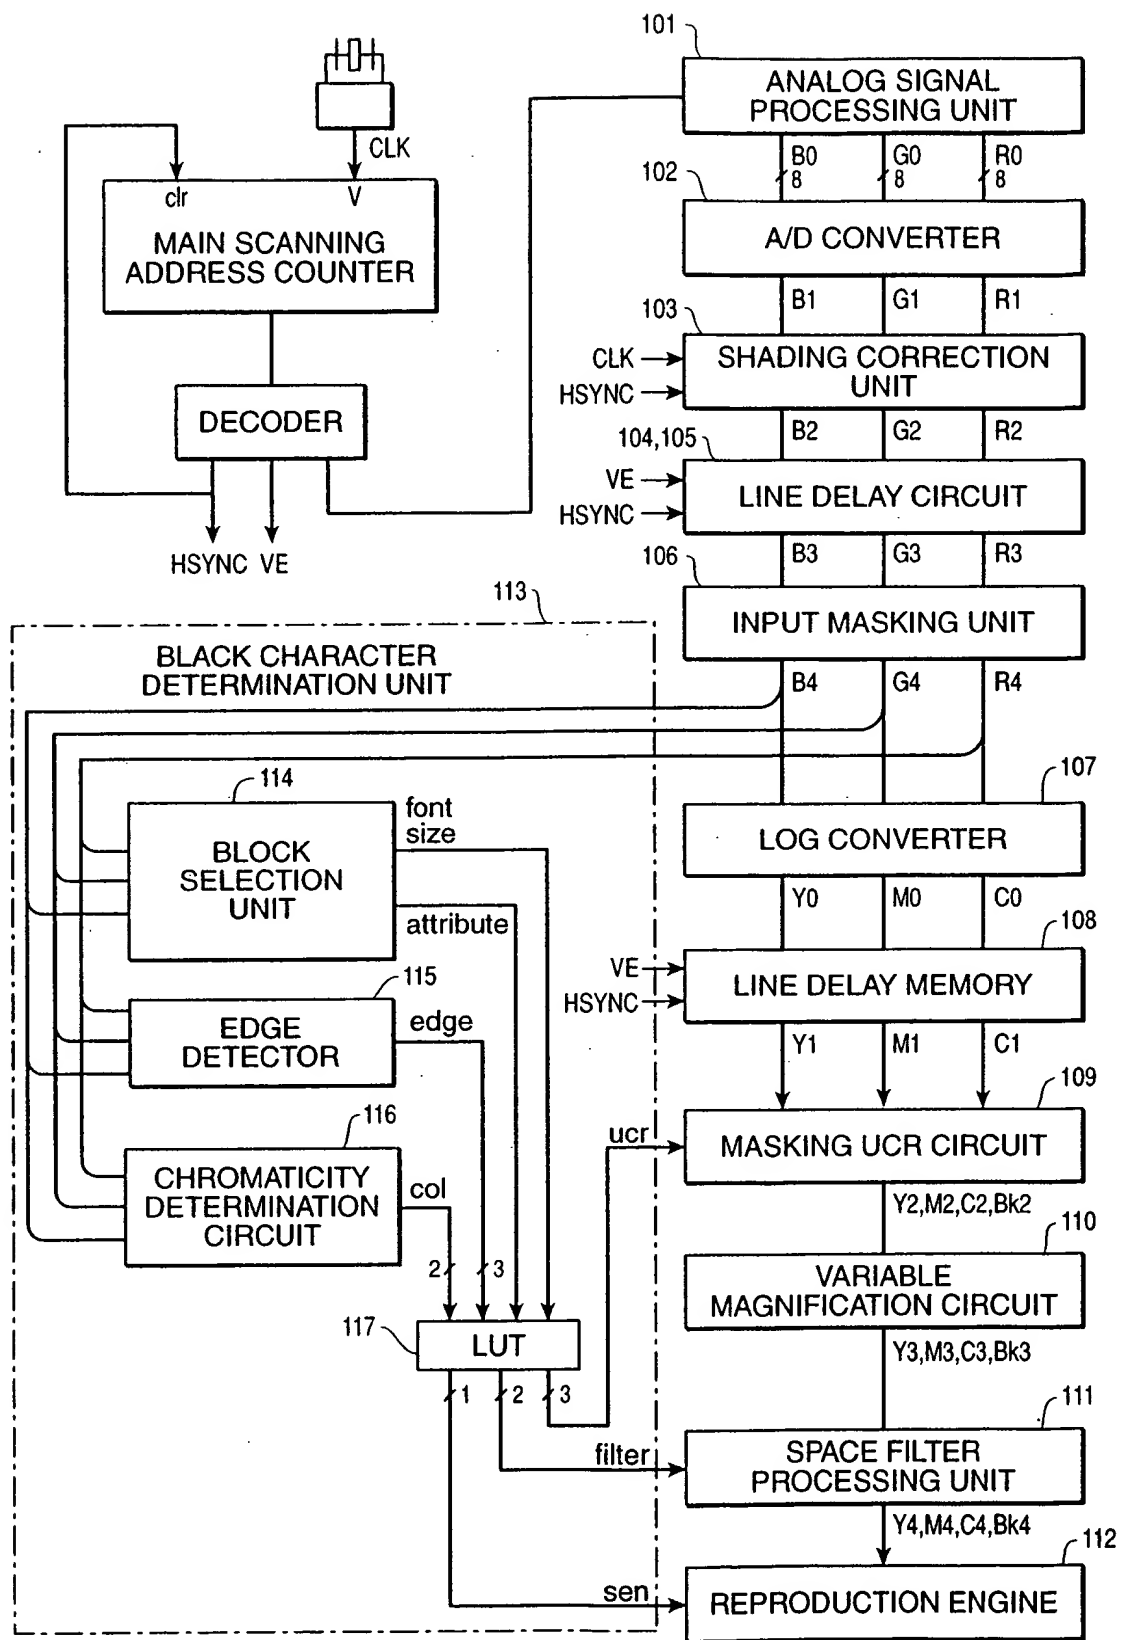 101
ANALOG SIGNAL
PROCESSING UNIT
CLK
clr
V
MAIN SCANNING
ADDRESS COUNTER
DECODER
HSYNC VE
B0 G0 R0
8 8 8
102
A/D CONVERTER
B1 G1 R1
103
CLK
HSYNC
SHADING CORRECTION
UNIT
B2 G2 R2
104,105
VE
HSYNC
LINE DELAY CIRCUIT
B3 G3 R3
106
INPUT MASKING UNIT
B4 G4 R4
113
BLACK CHARACTER
DETERMINATION UNIT
114
BLOCK
SELECTION
UNIT
font
size
attribute
115
EDGE
DETECTOR
edge
116
CHROMATICITY
DETERMINATION
CIRCUIT
col
2 3
117
LUT
1 2 3
ucr
filter
sen
107
LOG CONVERTER
Y0 M0 C0
108
VE
HSYNC
LINE DELAY MEMORY
Y1 M1 C1
109
MASKING UCR CIRCUIT
Y2,M2,C2,Bk2
110
VARIABLE
MAGNIFICATION CIRCUIT
Y3,M3,C3,Bk3
111
SPACE FILTER
PROCESSING UNIT
Y4,M4,C4,Bk4
112
REPRODUCTION ENGINE